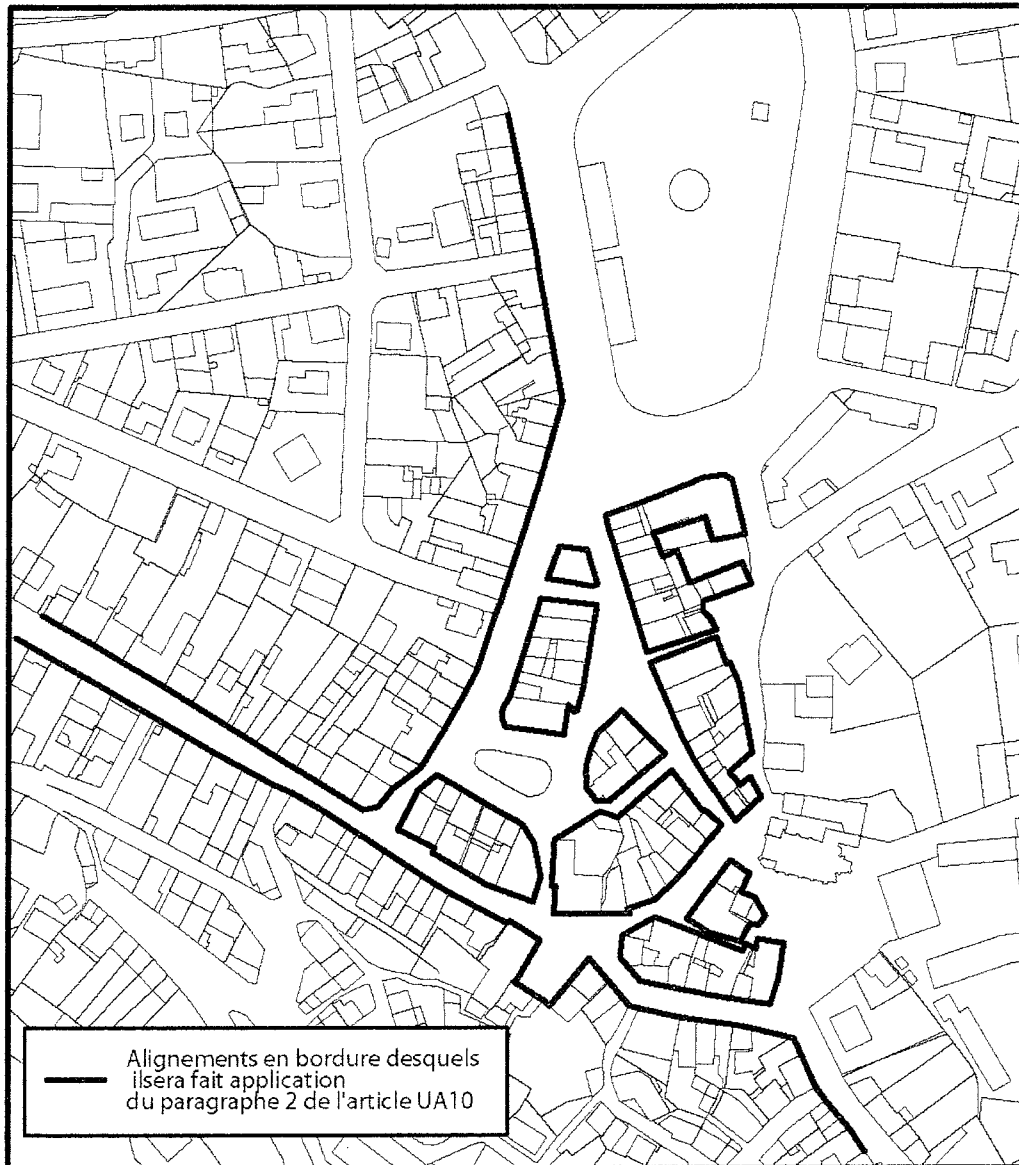 Alignements en bordure desquels
ilsera fait application
du paragraphe 2 de l'article UA10